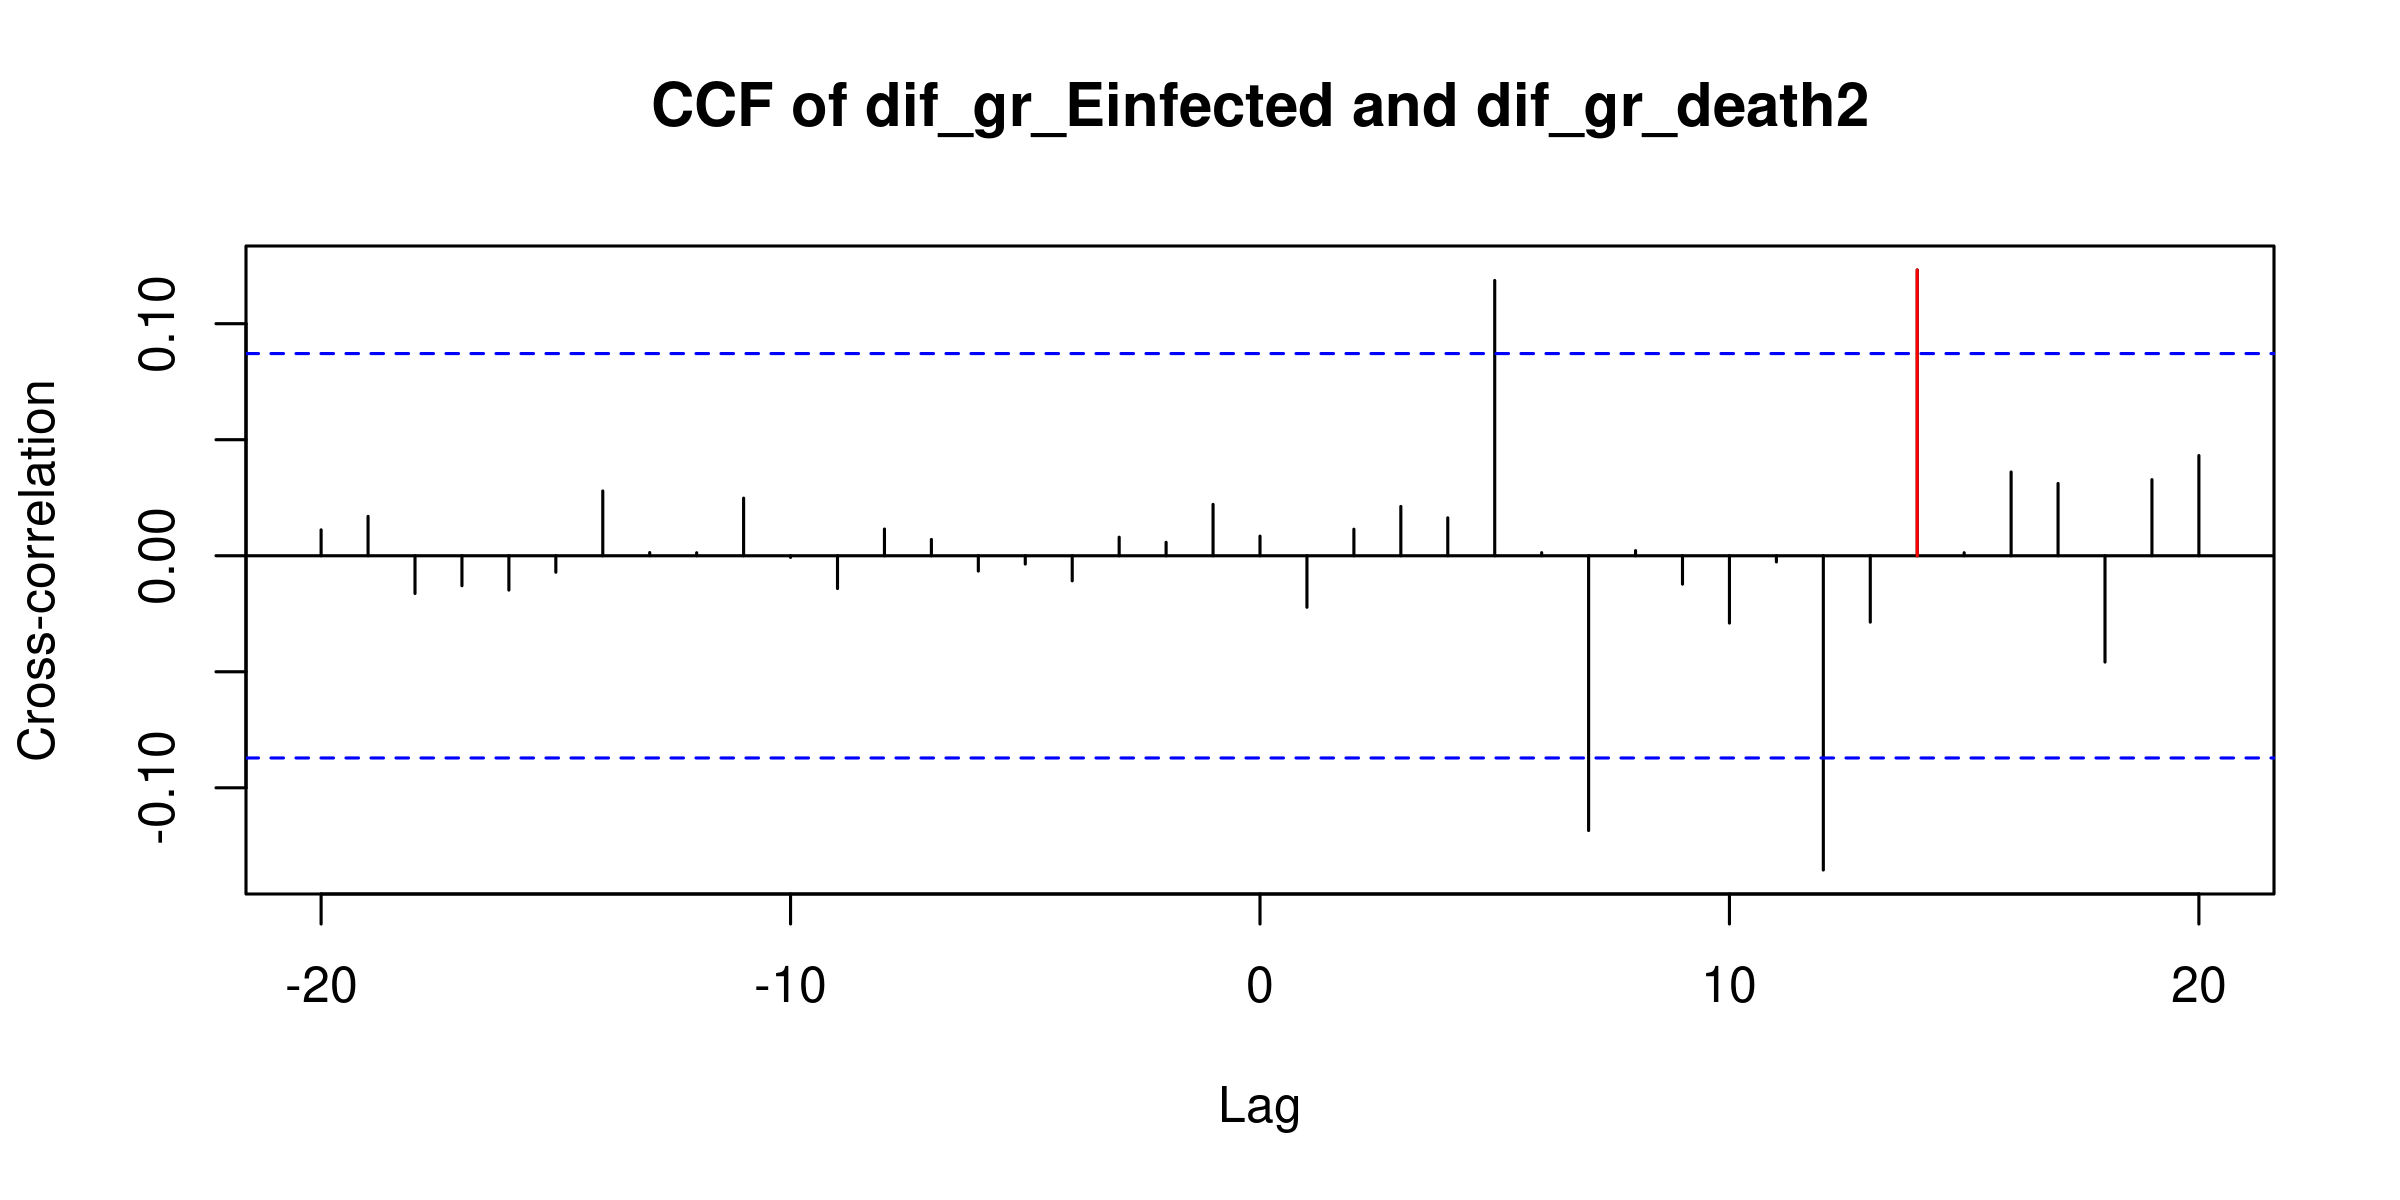 CCF of dif_gr_Einfected and dif_gr_death2
Cross-correlation
0.10
0.00
-0.10
-20 -10 0 10 20
Lag